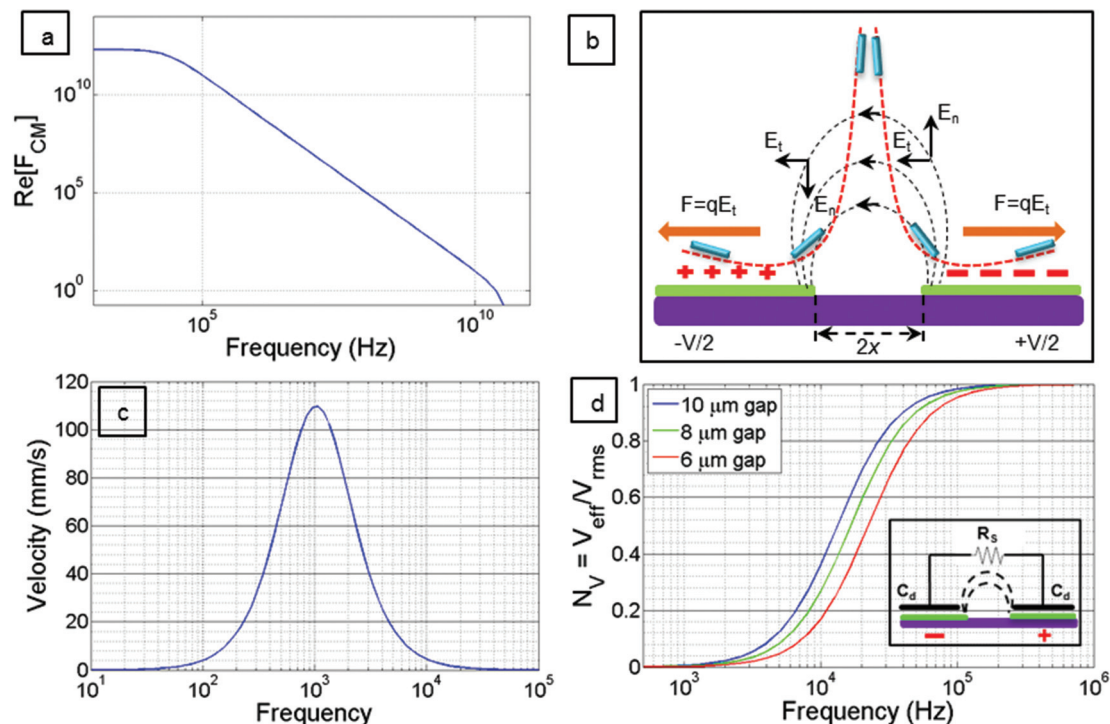 a
Re[F_CM]
10^10
10^5
10^0
10^5
10^10
Frequency (Hz)
b
E_n
E_t
E_t
E_n
F=qE_t
F=qE_t
+ + + +
− − − −
-V/2
2x
+V/2
c
Velocity (mm/s)
120
100
80
60
40
20
0
10^1
10^2
10^3
10^4
10^5
Frequency
d
N_V = V_eff/V_rms
1
0.8
0.6
0.4
0.2
0
10 μm gap
8 μm gap
6 μm gap
R_S
C_d
C_d
− +
10^3
10^4
10^5
Frequency (Hz)